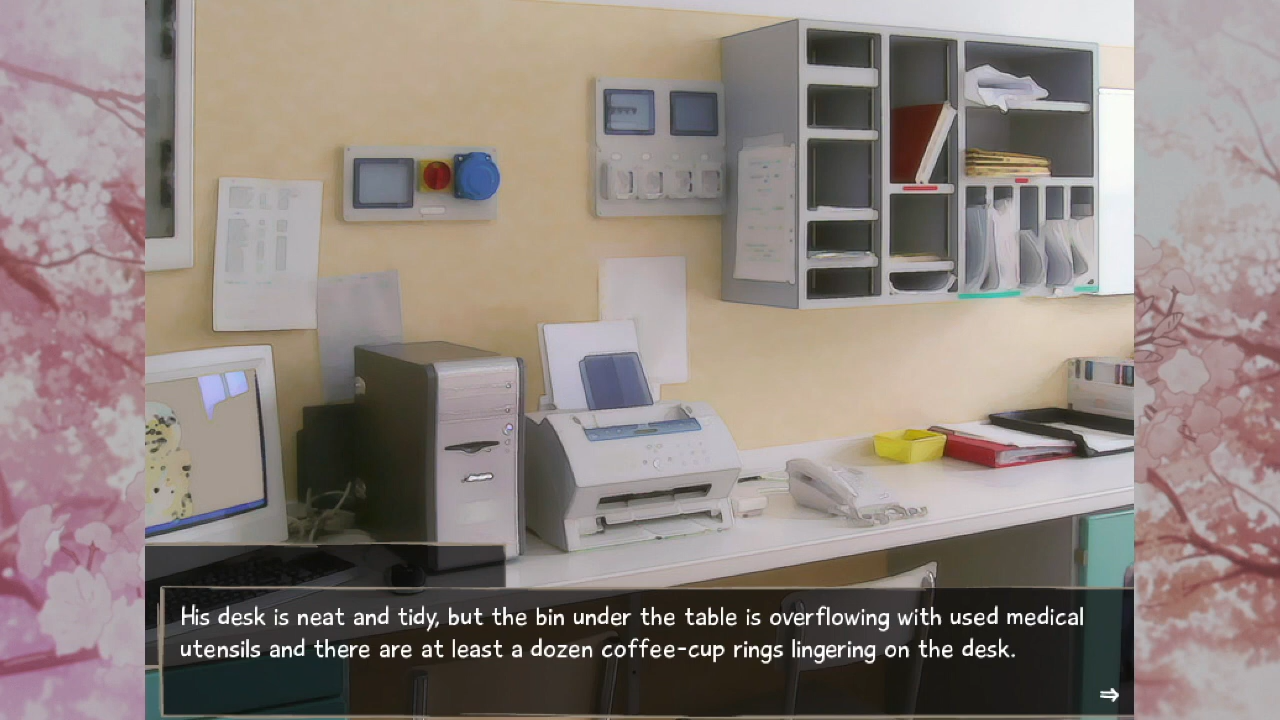 His desk is neat and tidy, but the bin under the table is overflowing with used medical
utensils and there are at least a dozen coffee-cup rings lingering on the desk.